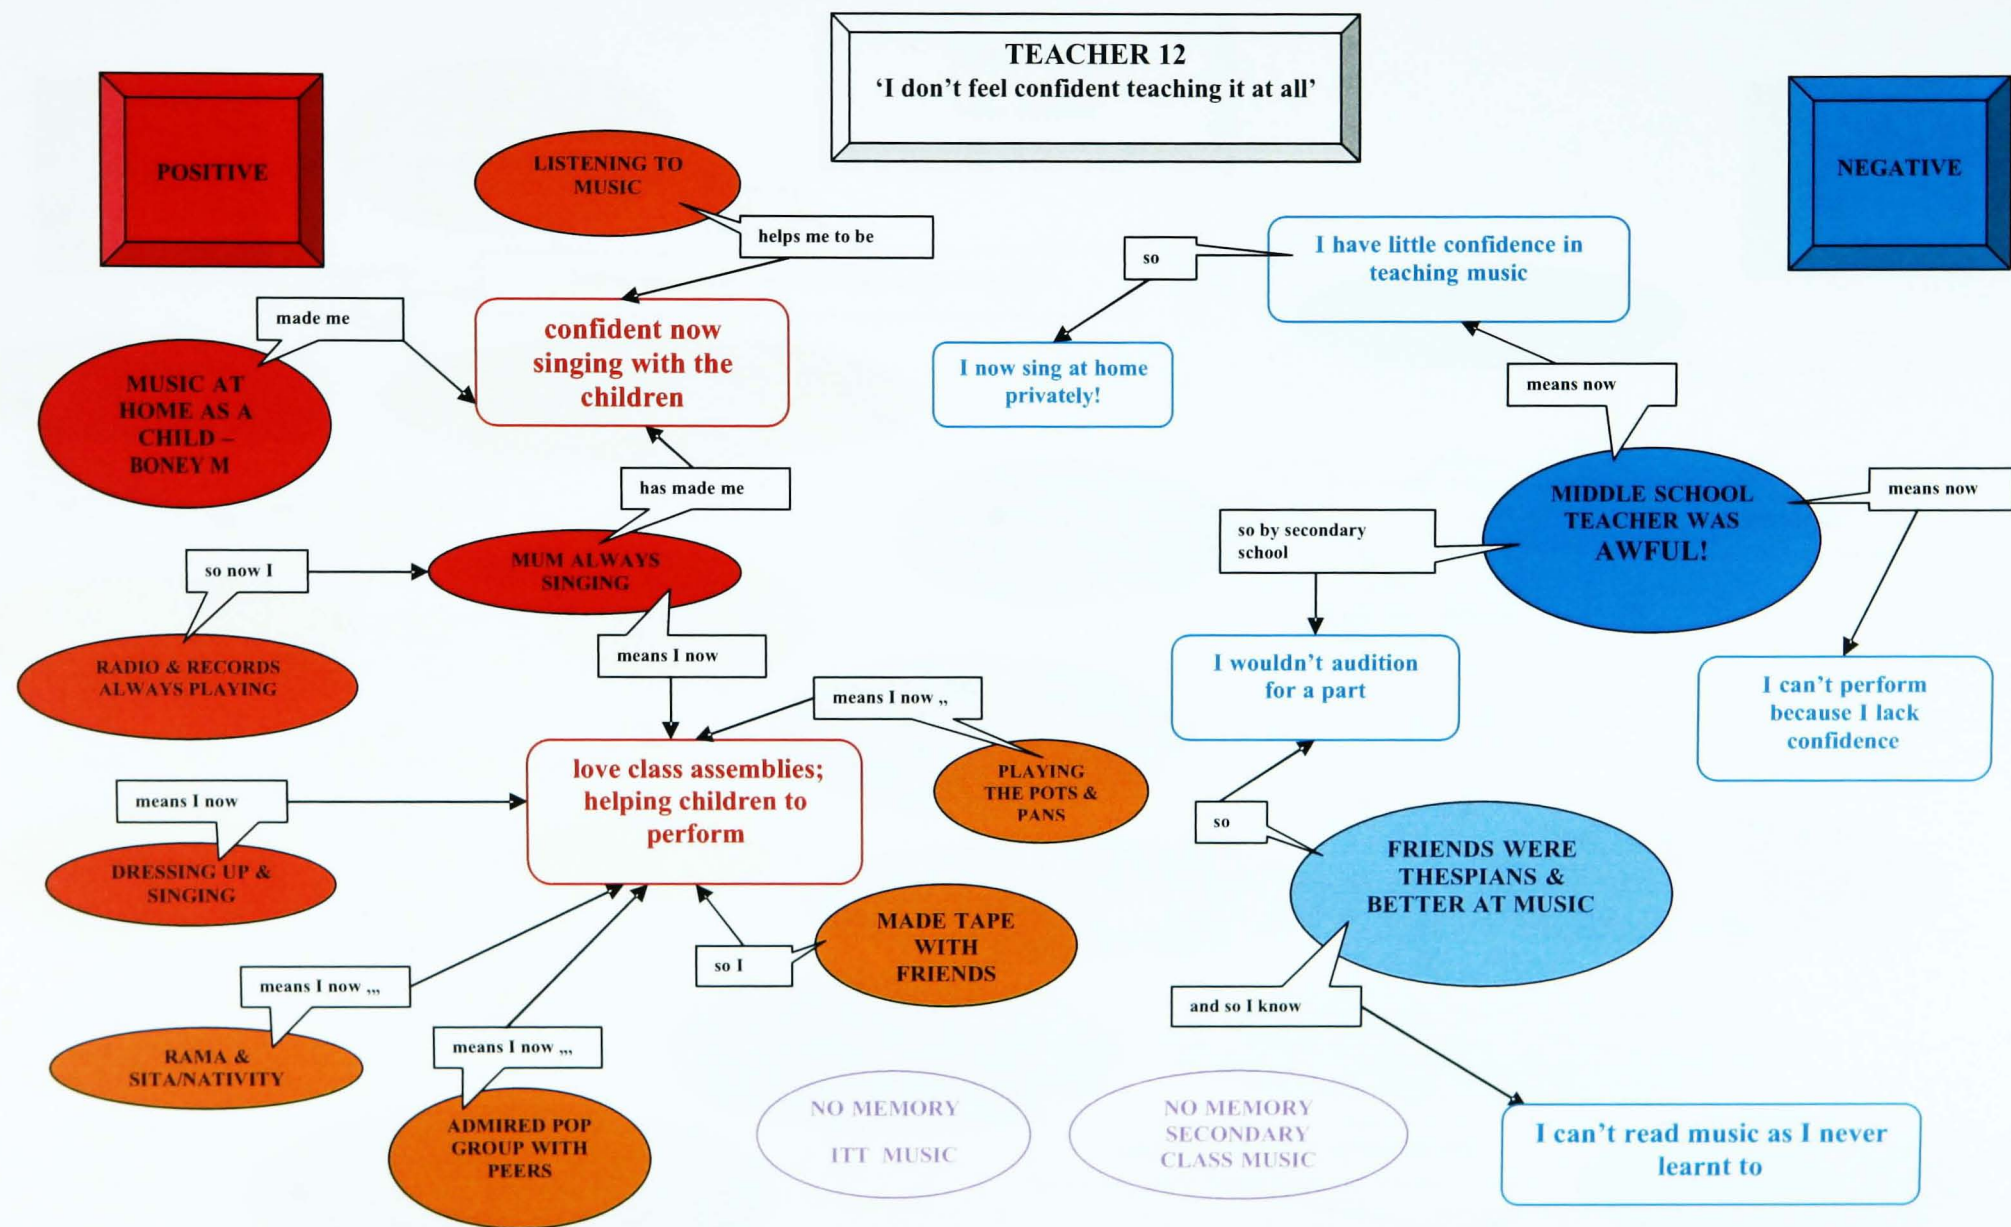 TEACHER 12
‘I don’t feel confident teaching it at all’
POSITIVE
NEGATIVE
LISTENING TO
MUSIC
helps me to be
made me
confident now
singing with the
children
MUSIC AT
HOME AS A
CHILD –
BONEY M
has made me
so now I
MUM ALWAYS
SINGING
RADIO & RECORDS
ALWAYS PLAYING
means I now
means I now ,,
love class assemblies;
helping children to
perform
PLAYING
THE POTS &
PANS
means I now
DRESSING UP &
SINGING
MADE TAPE
WITH
FRIENDS
so I
means I now ,,,
RAMA &
SITA/NATIVITY
means I now ,,,
ADMIRED POP
GROUP WITH
PEERS
NO MEMORY
ITT MUSIC
NO MEMORY
SECONDARY
CLASS MUSIC
so
I have little confidence in
teaching music
I now sing at home
privately!
means now
MIDDLE SCHOOL
TEACHER WAS
AWFUL!
means now
so by secondary
school
I wouldn’t audition
for a part
I can’t perform
because I lack
confidence
so
FRIENDS WERE
THESPIANS &
BETTER AT MUSIC
and so I know
I can’t read music as I never
learnt to